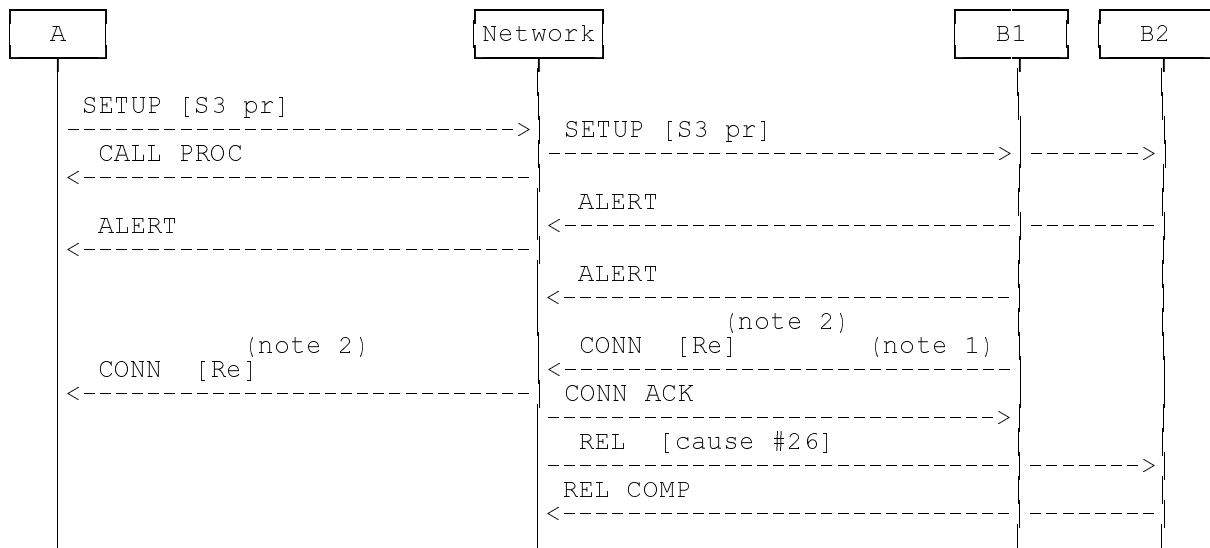 A Network B1 B2
SETUP [S3 pr]
SETUP [S3 pr]
CALL PROC
ALERT
ALERT
ALERT
(note 2)
(note 2) CONN [Re] (note 1)
CONN [Re]
CONN ACK
REL [cause #26]
REL COMP